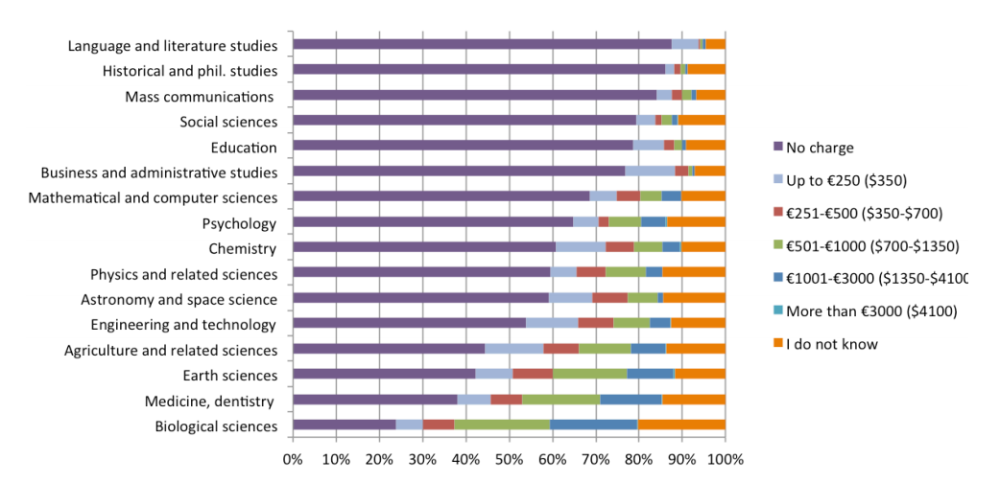 Language and literature studies
Historical and phil. studies
Mass communications
Social sciences
Education
Business and administrative studies
Mathematical and computer sciences
Psychology
Chemistry
Physics and related sciences
Astronomy and space science
Engineering and technology
Agriculture and related sciences
Earth sciences
Medicine, dentistry
Biological sciences
0% 10% 20% 30% 40% 50% 60% 70% 80% 90% 100%
No charge
Up to €250 ($350)
€251-€500 ($350-$700)
€501-€1000 ($700-$1350)
€1001-€3000 ($1350-$4100
More than €3000 ($4100)
I do not know